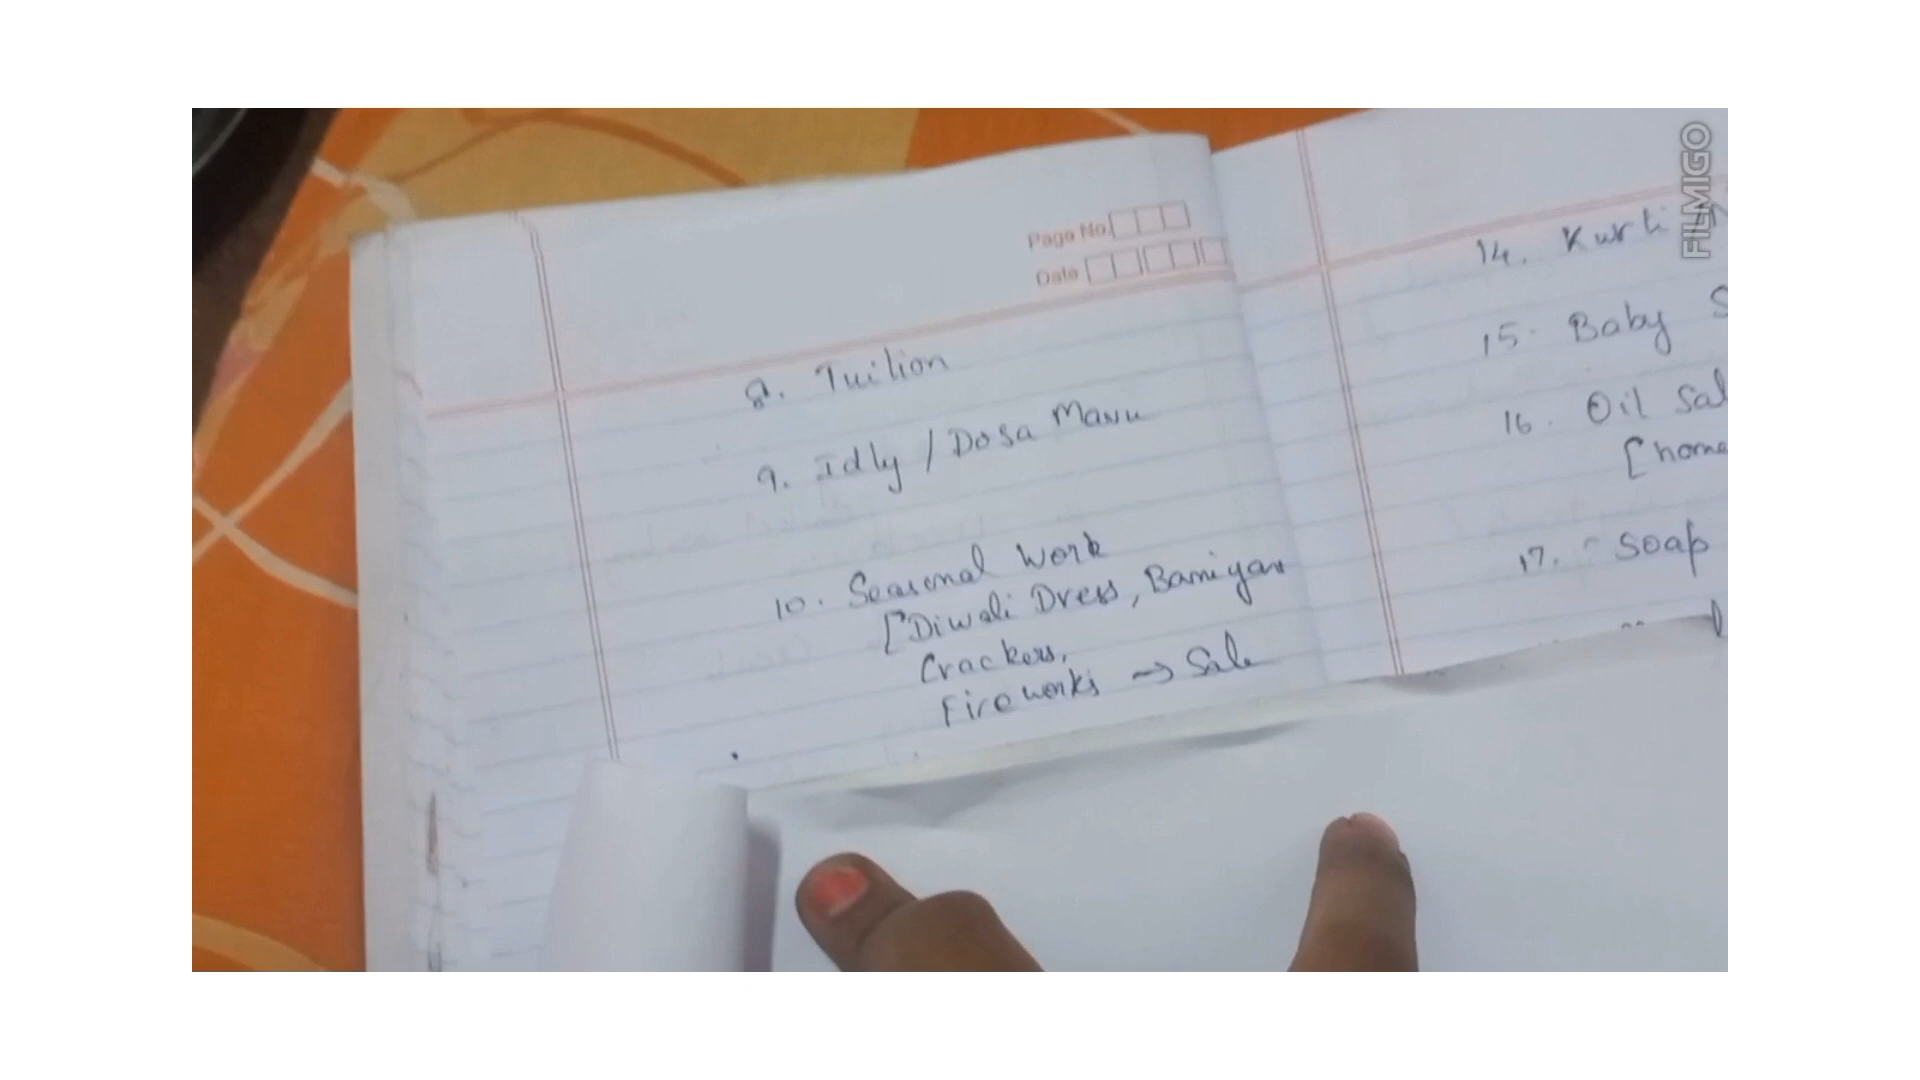 Page No.
Date
8. Tuition
9. Idly / Dosa Mavu
10. Seasonal Work
[Diwali Dress, Baniyan
Crackers,
Fireworks → Sale
14. Kurti
15. Baby S
16. Oil Sal
[home
17. Soap
FILMIGO